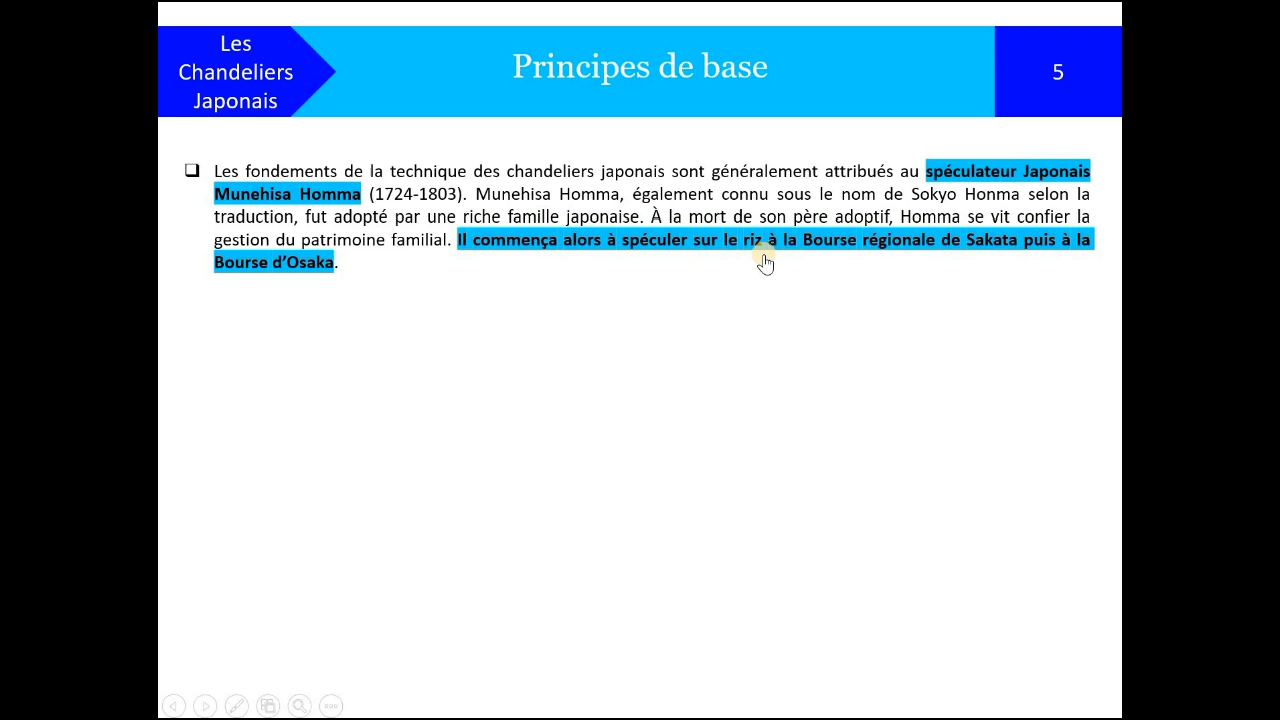 Les
Chandeliers
Japonais
Principes de base
5
❑ Les fondements de la technique des chandeliers japonais sont généralement attribués au spéculateur Japonais
Munehisa Homma (1724-1803). Munehisa Homma, également connu sous le nom de Sokyo Honma selon la
traduction, fut adopté par une riche famille japonaise. À la mort de son père adoptif, Homma se vit confier la
gestion du patrimoine familial. Il commença alors à spéculer sur le riz à la Bourse régionale de Sakata puis à la
Bourse d’Osaka.